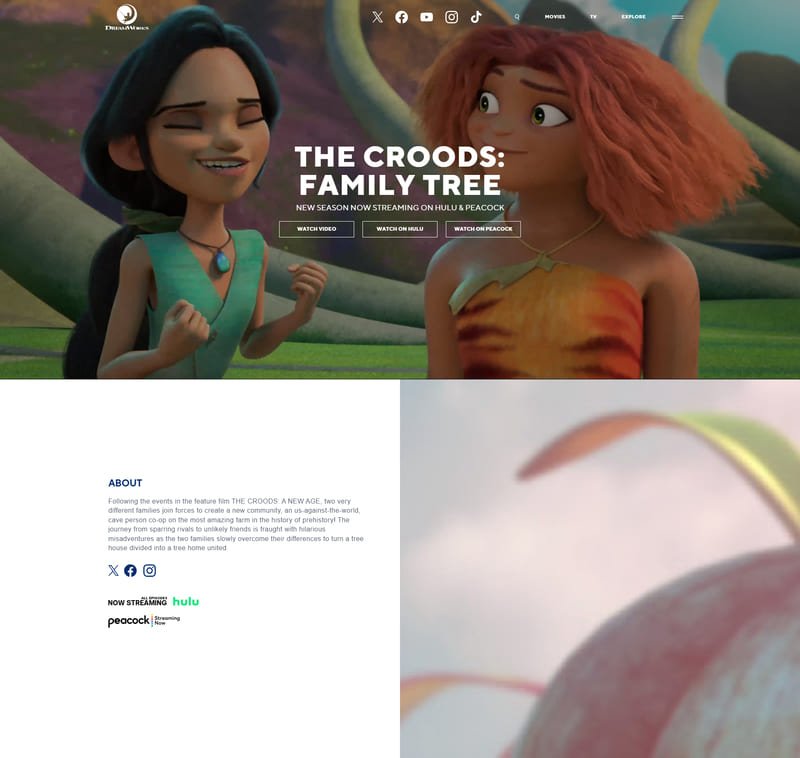 DREAMWORKS
MOVIES
TV
EXPLORE
THE CROODS:
FAMILY TREE
NEW SEASON NOW STREAMING ON HULU & PEACOCK
WATCH VIDEO
WATCH ON HULU
WATCH ON PEACOCK
ABOUT
Following the events in the feature film THE CROODS: A NEW AGE, two very
different families join forces to create a new community, an us-against-the-world,
cave person co-op on the most amazing farm in the history of prehistory! The
journey from sparring rivals to unlikely friends is fraught with hilarious
misadventures as the two families slowly overcome their differences to turn a tree
house divided into a tree home united
ALL EPISODES
NOW STREAMING
hulu
peacock
Streaming
Now